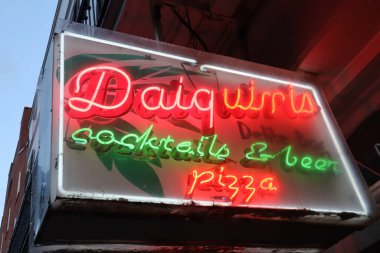 Daiquiris
cocktails & beer
pizza